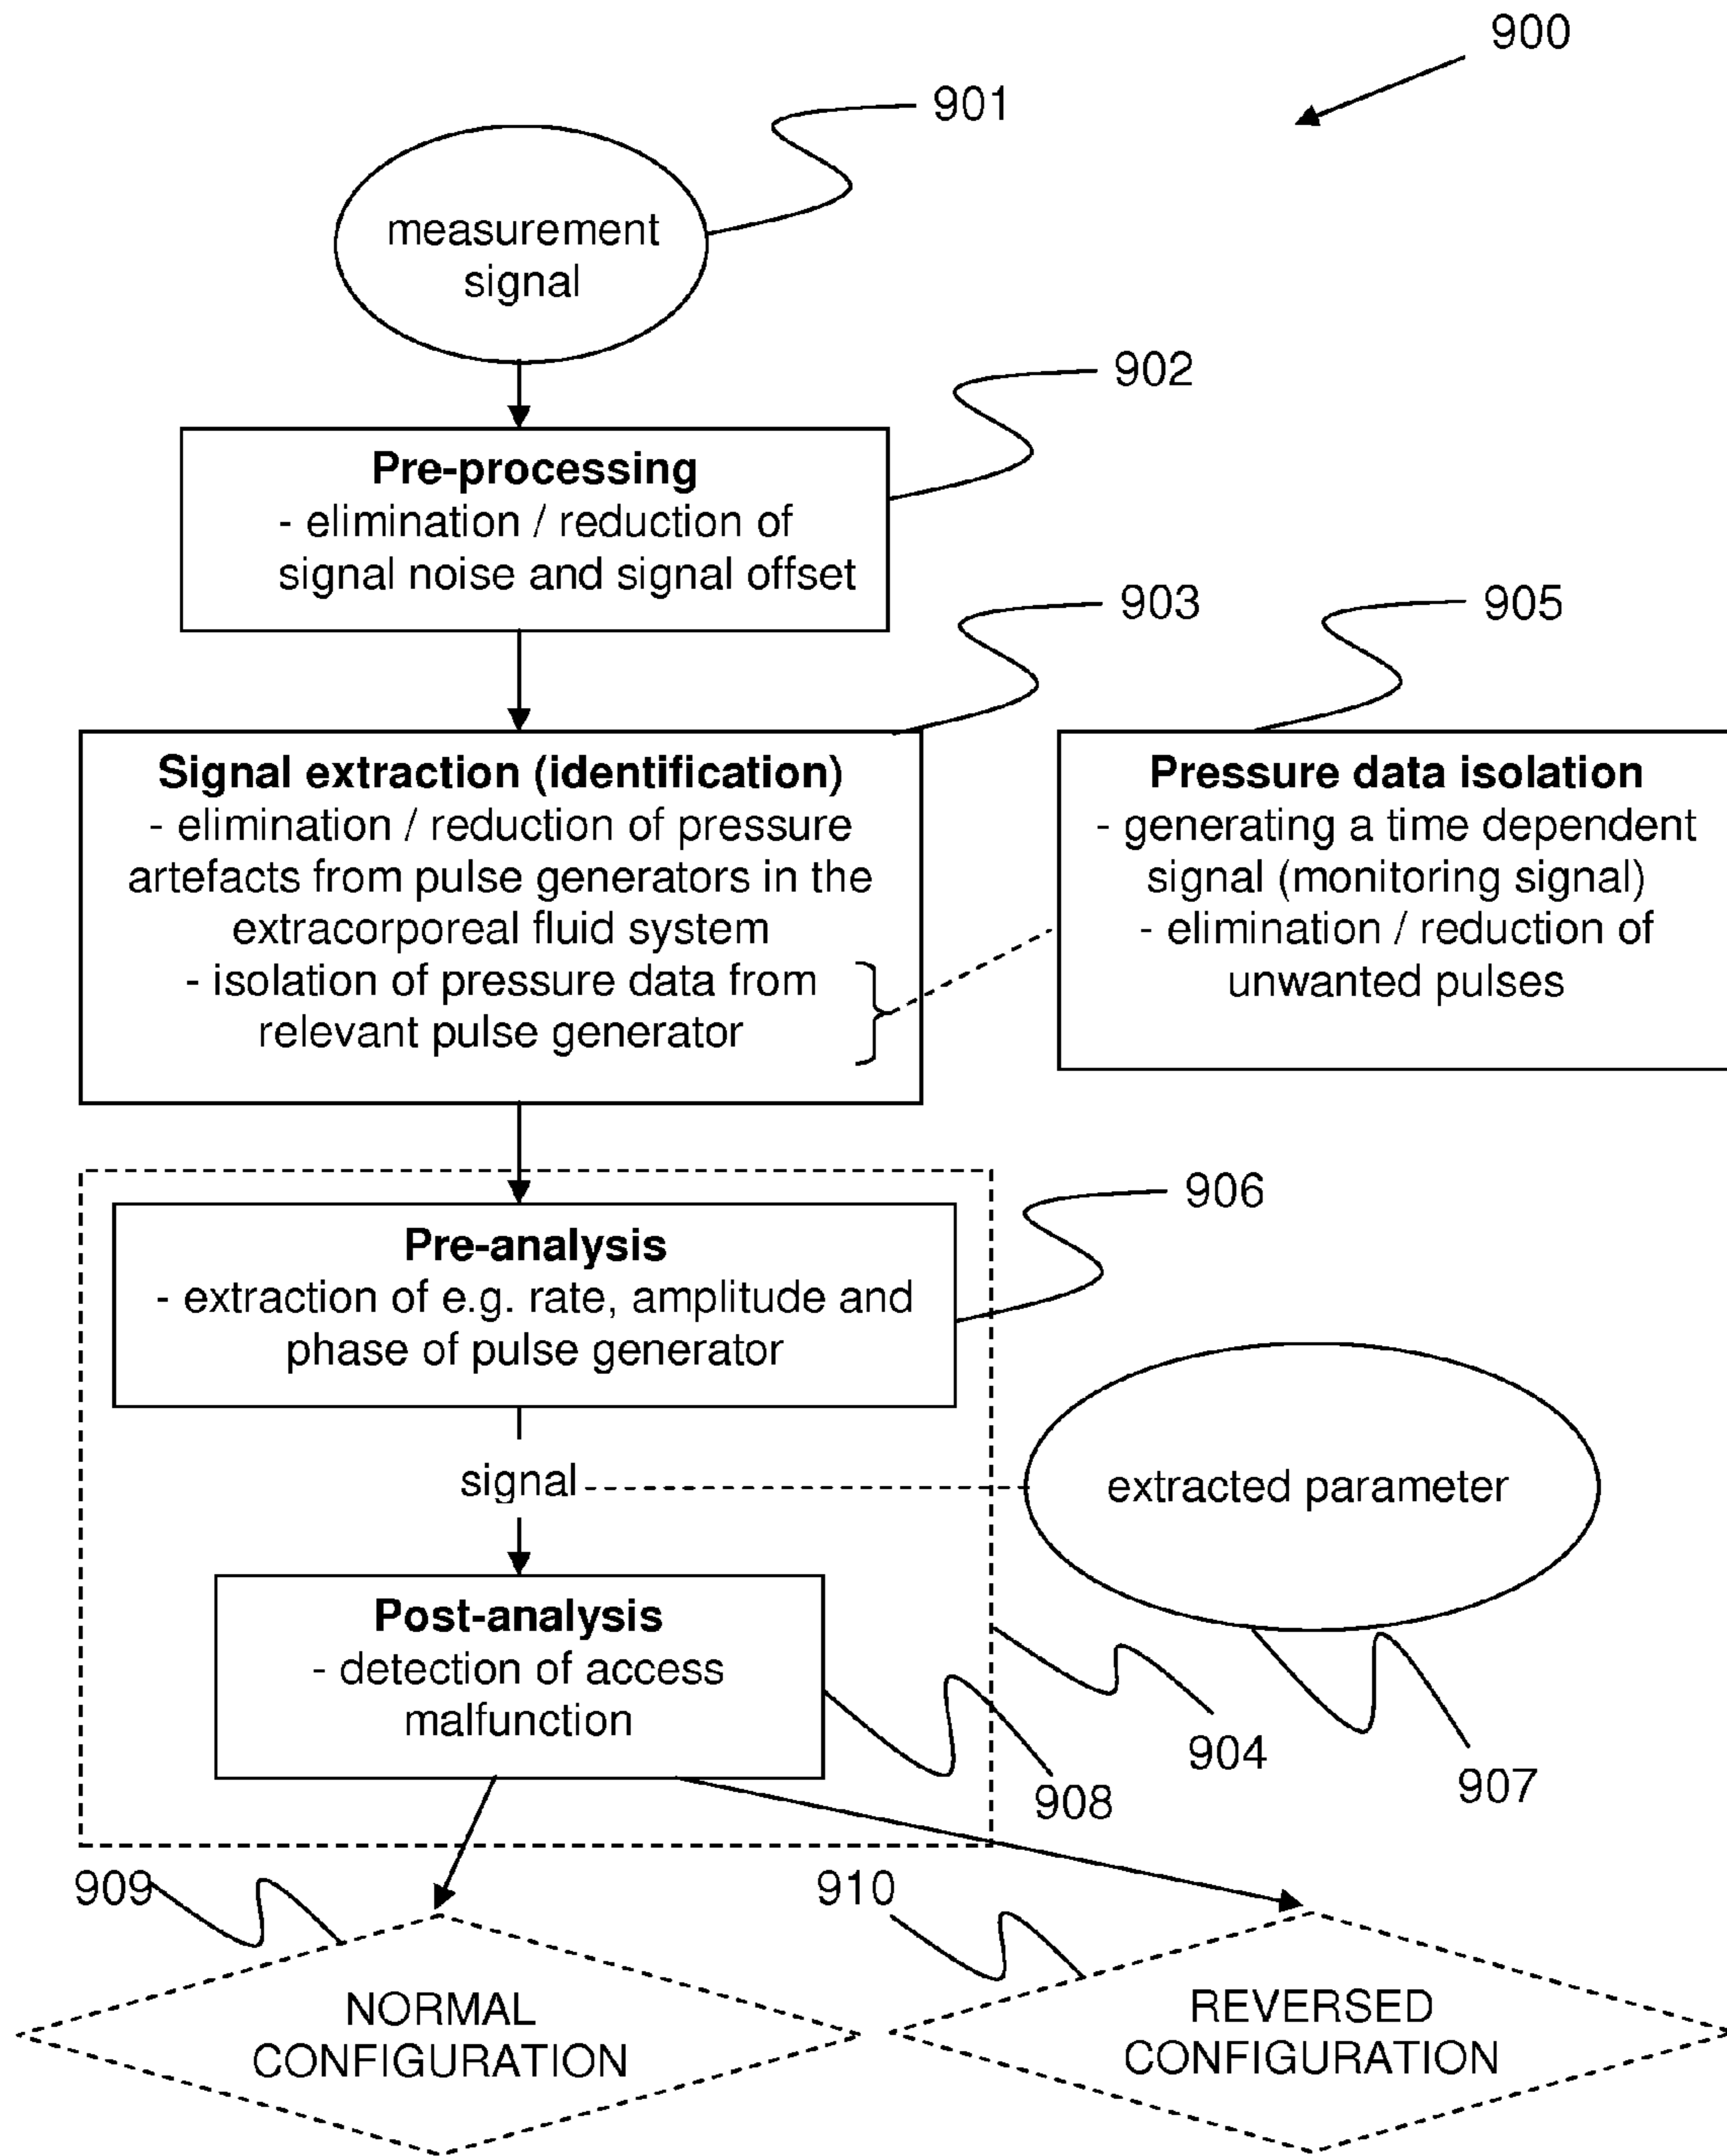 900
901
measurement
signal
902
Pre-processing
- elimination / reduction of
signal noise and signal offset
903
905
Signal extraction (identification)
- elimination / reduction of pressure
artefacts from pulse generators in the
extracorporeal fluid system
- isolation of pressure data from
relevant pulse generator
Pressure data isolation
- generating a time dependent
signal (monitoring signal)
- elimination / reduction of
unwanted pulses
906
Pre-analysis
- extraction of e.g. rate, amplitude and
phase of pulse generator
signal
extracted parameter
Post-analysis
- detection of access
malfunction
904
907
908
909
910
NORMAL
CONFIGURATION
REVERSED
CONFIGURATION